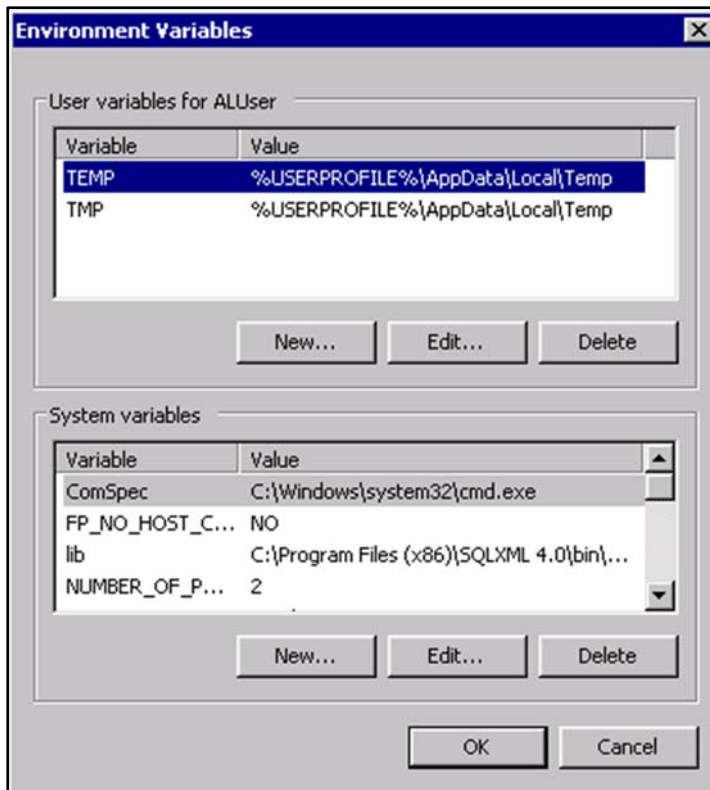 Environment Variables
User variables for ALUser
Variable Value
TEMP %USERPROFILE%\AppData\Local\Temp
TMP %USERPROFILE%\AppData\Local\Temp
New... Edit... Delete
System variables
Variable Value
ComSpec C:\Windows\system32\cmd.exe
FP_NO_HOST_C... NO
lib C:\Program Files (x86)\SQLXML 4.0\bin\...
NUMBER_OF_P... 2
New... Edit... Delete
OK Cancel